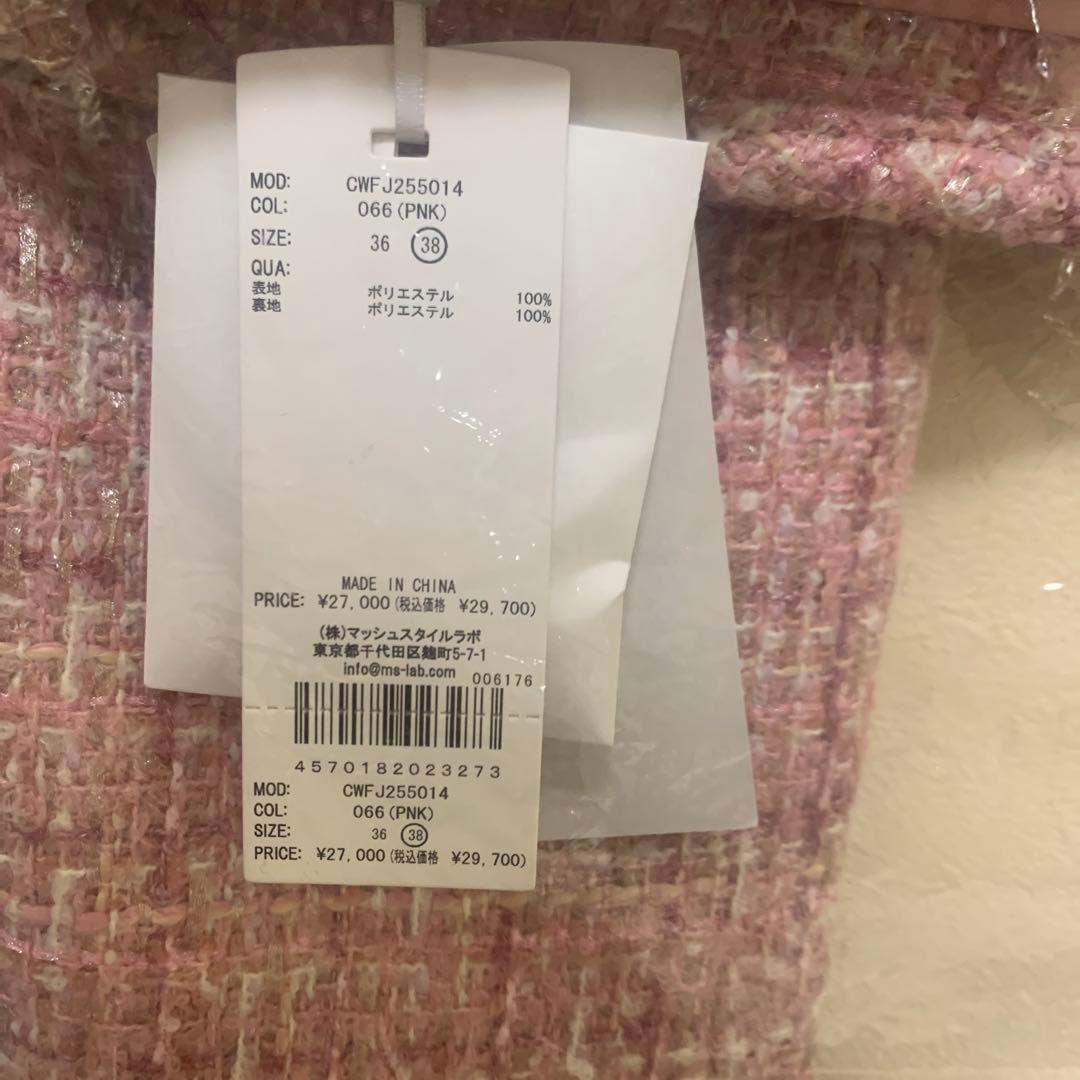 MOD: CWFJ255014
COL: 066(PNK)
SIZE: 36 38
QUA:
表地 ポリエステル 100%
裏地 ポリエステル 100%
MADE IN CHINA
PRICE: ¥27,000(税込価格 ¥29,700)
(株)マッシュスタイルラボ
東京都千代田区麹町5-7-1
info@ms-lab.com
006176
4570182023273
MOD: CWFJ255014
COL: 066(PNK)
SIZE: 36 38
PRICE: ¥27,000(税込価格 ¥29,700)